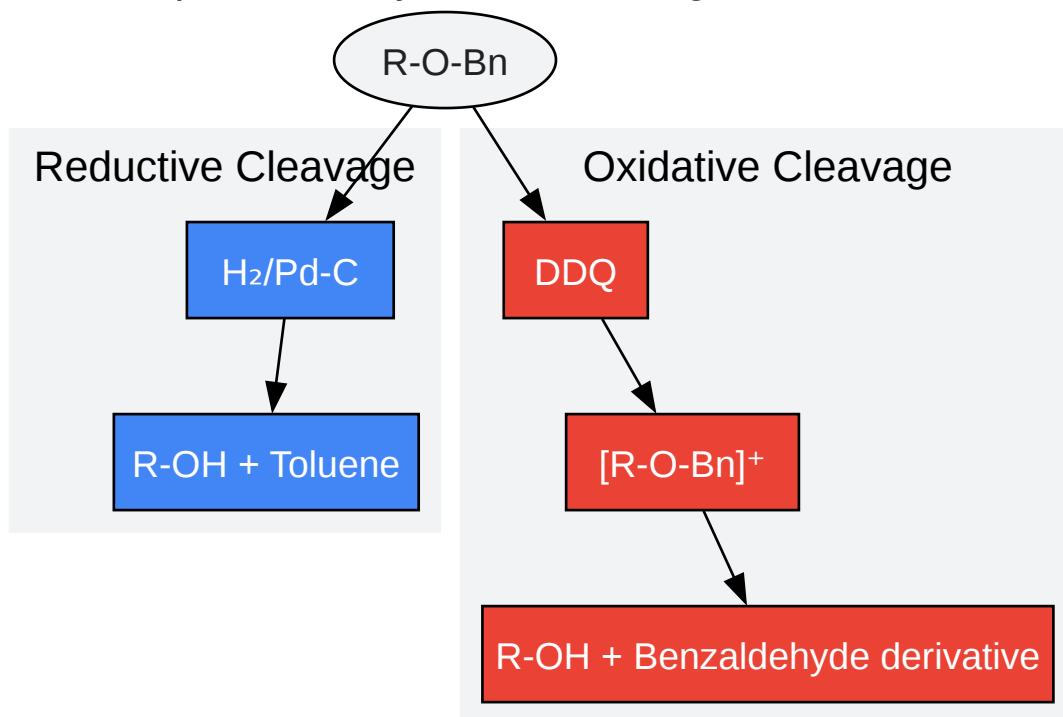 R-O-Bn
Reductive Cleavage
H₂/Pd-C
R-OH + Toluene
Oxidative Cleavage
DDQ
[R-O-Bn]⁺
R-OH + Benzaldehyde derivative